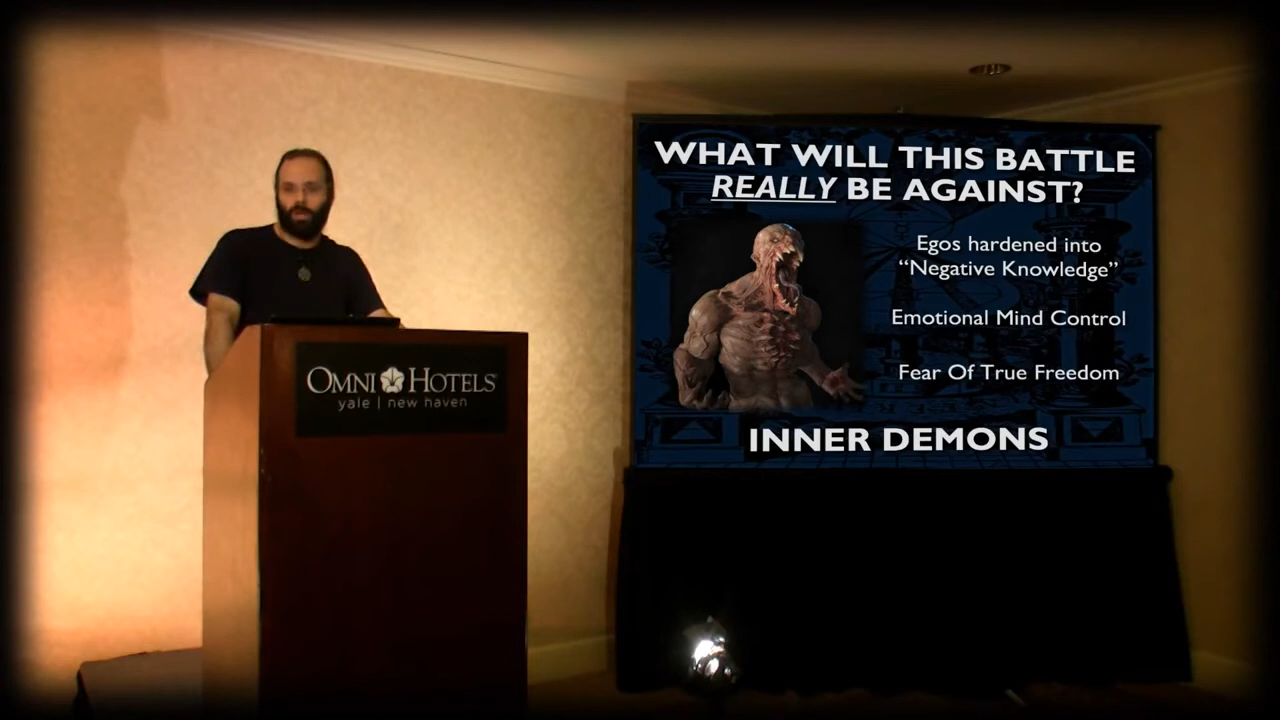 OMNI HOTELS
yale | new haven
WHAT WILL THIS BATTLE
REALLY BE AGAINST?
Egos hardened into
“Negative Knowledge”
Emotional Mind Control
Fear Of True Freedom
INNER DEMONS